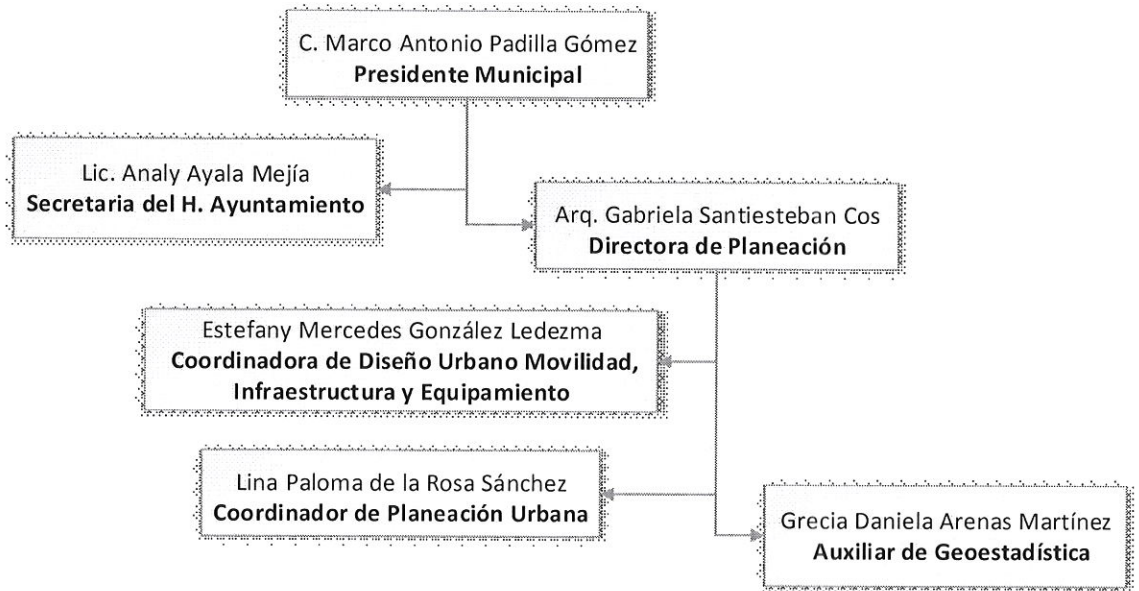 C. Marco Antonio Padilla Gómez
Presidente Municipal
Lic. Analy Ayala Mejía
Secretaria del H. Ayuntamiento
Arq. Gabriela Santiesteban Cos
Directora de Planeación
Estefany Mercedes González Ledezma
Coordinadora de Diseño Urbano Movilidad,
Infraestructura y Equipamiento
Lina Paloma de la Rosa Sánchez
Coordinador de Planeación Urbana
Grecia Daniela Arenas Martínez
Auxiliar de Geoestadística